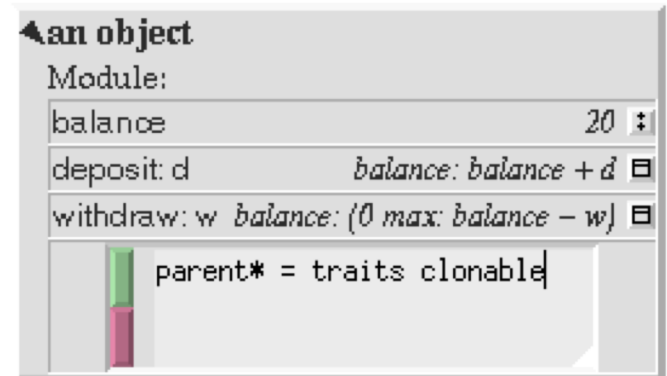 an object
Module:
balance 20
deposit: d balance: balance + d
withdraw: w balance: (0 max: balance – w)
parent* = traits clonable